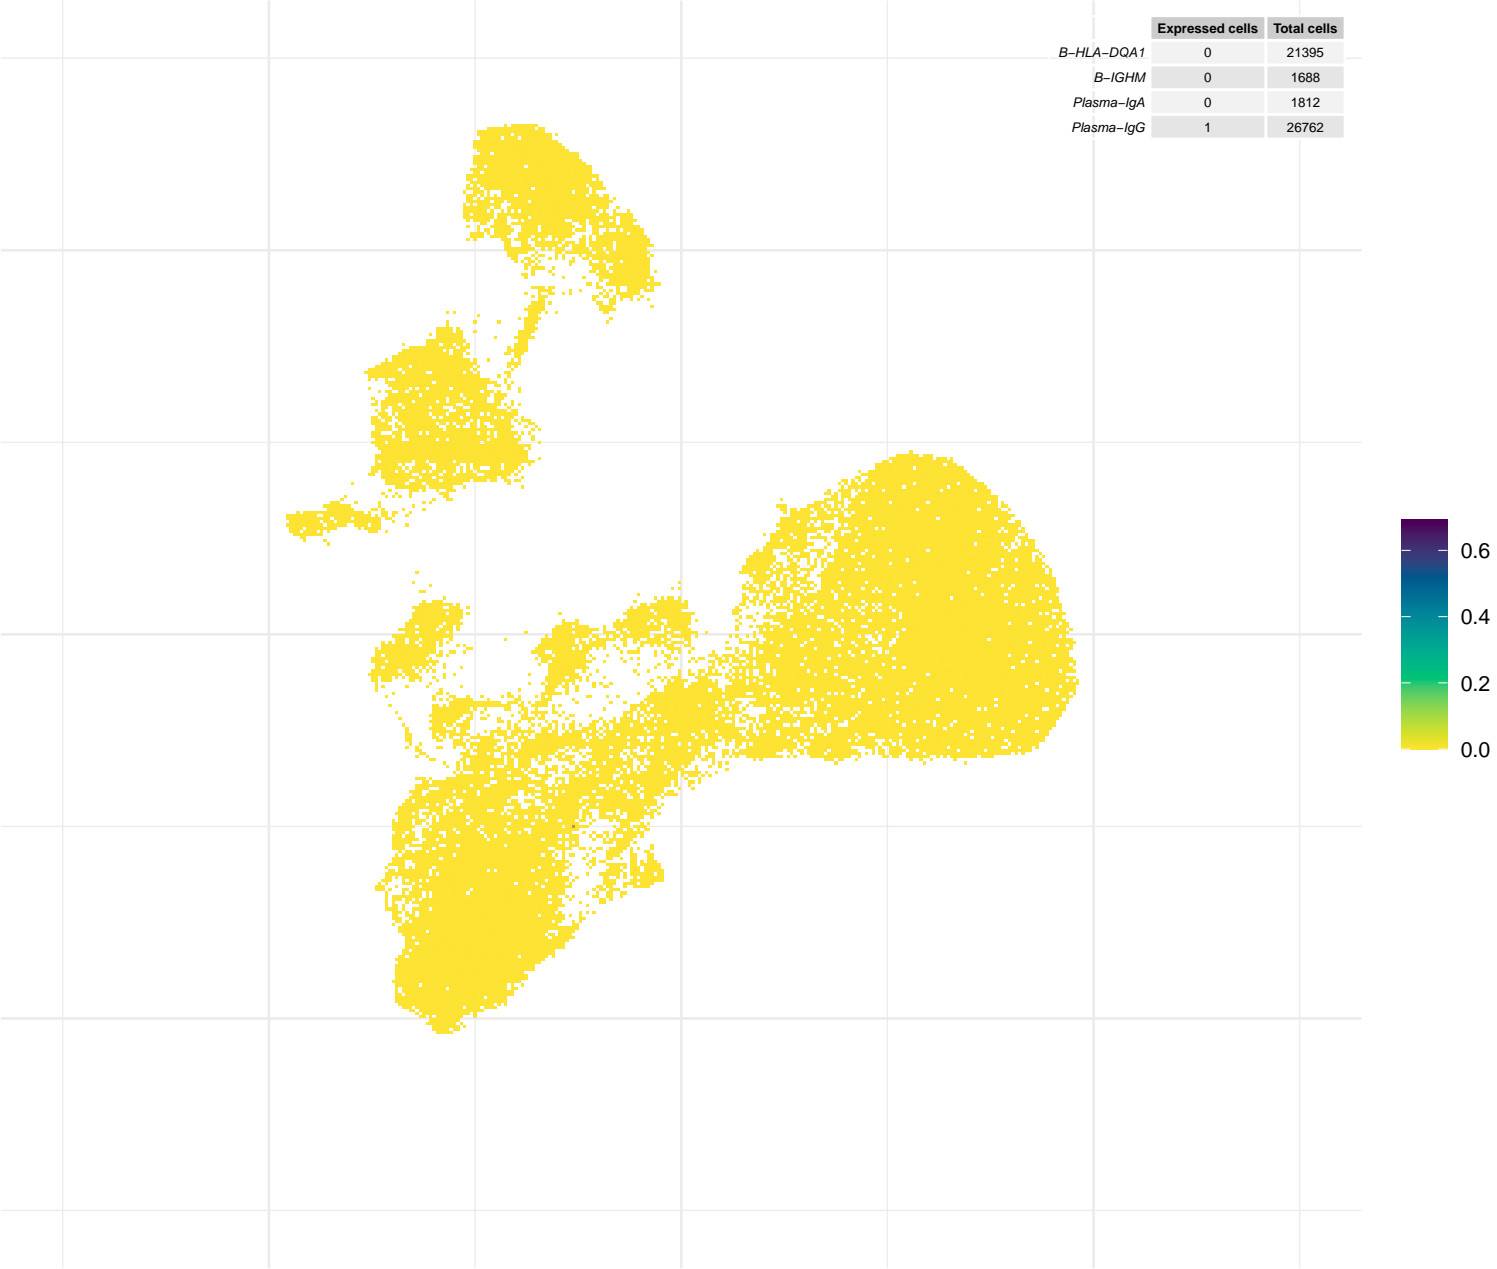 Expressed cells Total cells
B−HLA−DQA1 0 21395
B−IGHM 0 1688
Plasma−IgA 0 1812
Plasma−IgG 1 26762
0.6
0.4
0.2
0.0